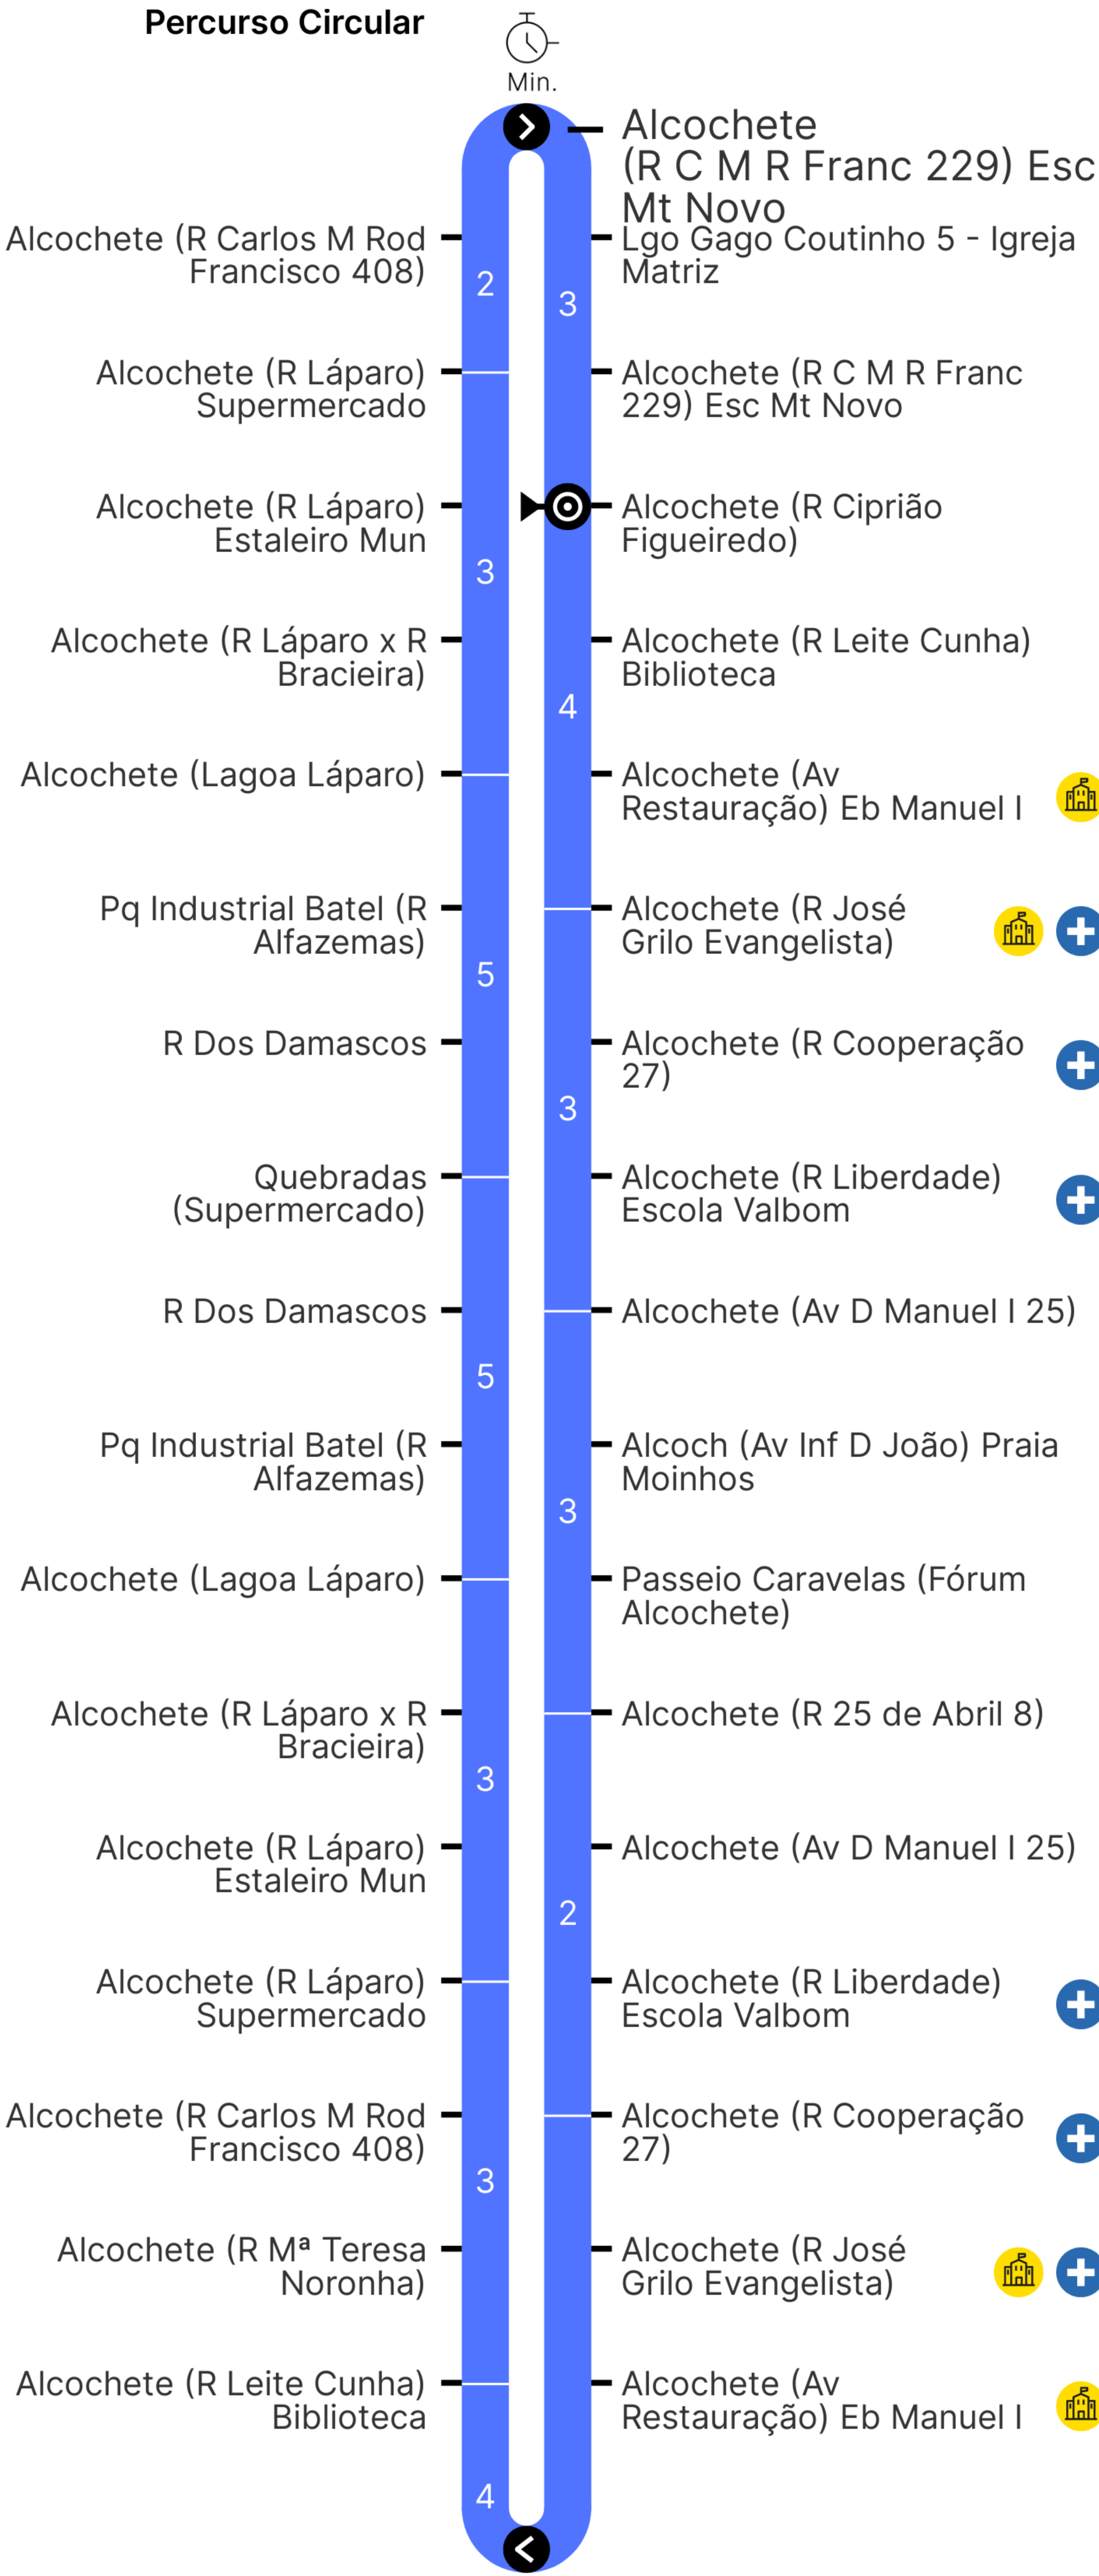 Percurso Circular
Min.
Alcochete
(R C M R Franc 229) Esc
Mt Novo
Alcochete (R Carlos M Rod
Francisco 408)
2
3
Lgo Gago Coutinho 5 - Igreja
Matriz
Alcochete (R Láparo)
Supermercado
Alcochete (R C M R Franc
229) Esc Mt Novo
Alcochete (R Láparo)
Estaleiro Mun
Alcochete (R Ciprião
Figueiredo)
3
Alcochete (R Láparo x R
Bracieira)
Alcochete (R Leite Cunha)
Biblioteca
4
Alcochete (Lagoa Láparo)
Alcochete (Av
Restauração) Eb Manuel I
Pq Industrial Batel (R
Alfazemas)
Alcochete (R José
Grilo Evangelista)
5
R Dos Damascos
Alcochete (R Cooperação
27)
3
Quebradas
(Supermercado)
Alcochete (R Liberdade)
Escola Valbom
R Dos Damascos
Alcochete (Av D Manuel I 25)
5
Pq Industrial Batel (R
Alfazemas)
Alcoch (Av Inf D João) Praia
Moinhos
3
Alcochete (Lagoa Láparo)
Passeio Caravelas (Fórum
Alcochete)
Alcochete (R Láparo x R
Bracieira)
Alcochete (R 25 de Abril 8)
3
Alcochete (R Láparo)
Estaleiro Mun
Alcochete (Av D Manuel I 25)
2
Alcochete (R Láparo)
Supermercado
Alcochete (R Liberdade)
Escola Valbom
Alcochete (R Carlos M Rod
Francisco 408)
Alcochete (R Cooperação
27)
3
Alcochete (R Mª Teresa
Noronha)
Alcochete (R José
Grilo Evangelista)
Alcochete (R Leite Cunha)
Biblioteca
Alcochete (Av
Restauração) Eb Manuel I
4